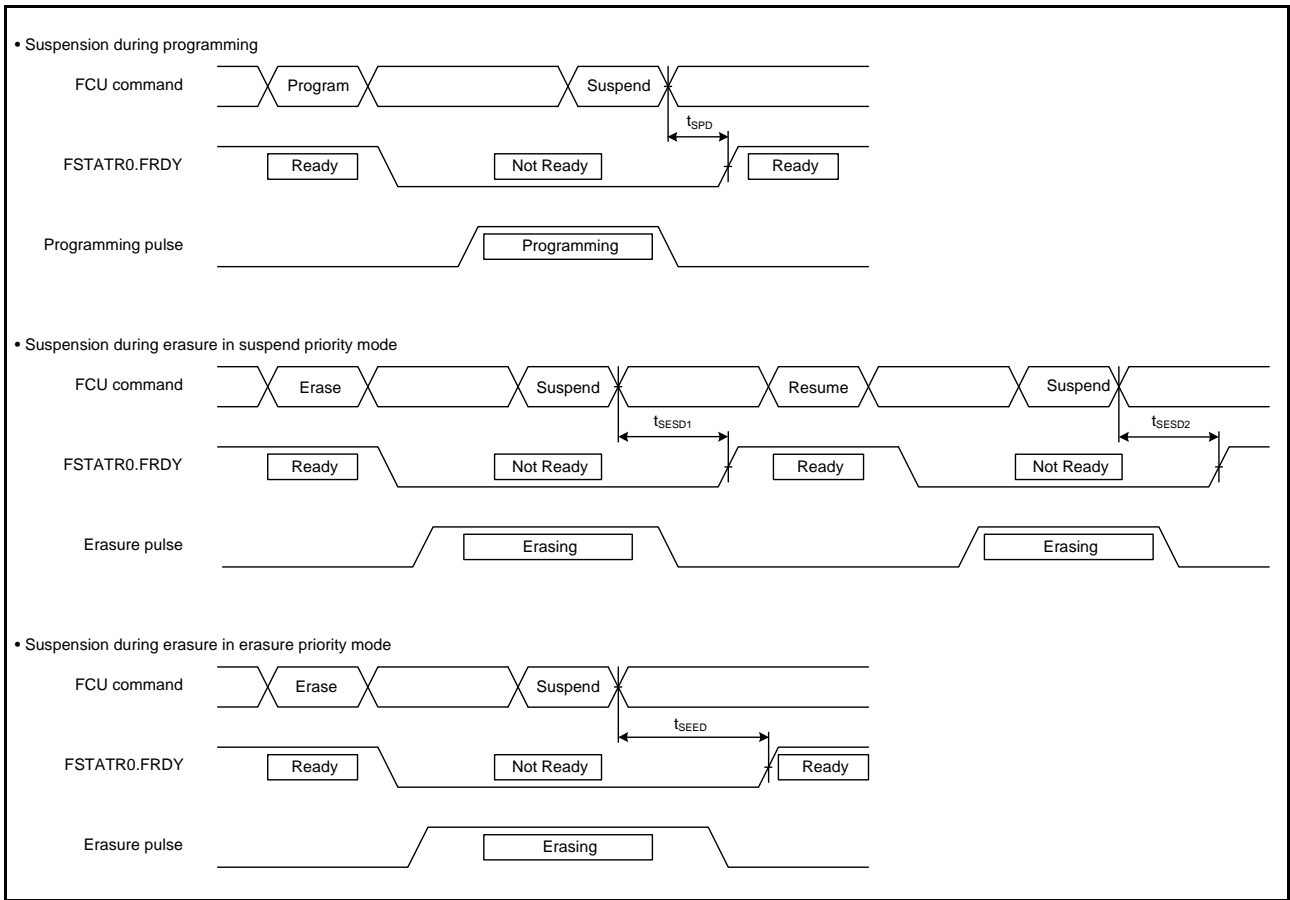 • Suspension during programming
FCU command Program Suspend
tSPD
FSTATR0.FRDY Ready Not Ready Ready
Programming pulse Programming
• Suspension during erasure in suspend priority mode
FCU command Erase Suspend Resume Suspend
tSESD1 tSESD2
FSTATR0.FRDY Ready Not Ready Ready Not Ready
Erasure pulse Erasing Erasing
• Suspension during erasure in erasure priority mode
FCU command Erase Suspend
tSEED
FSTATR0.FRDY Ready Not Ready Ready
Erasure pulse Erasing